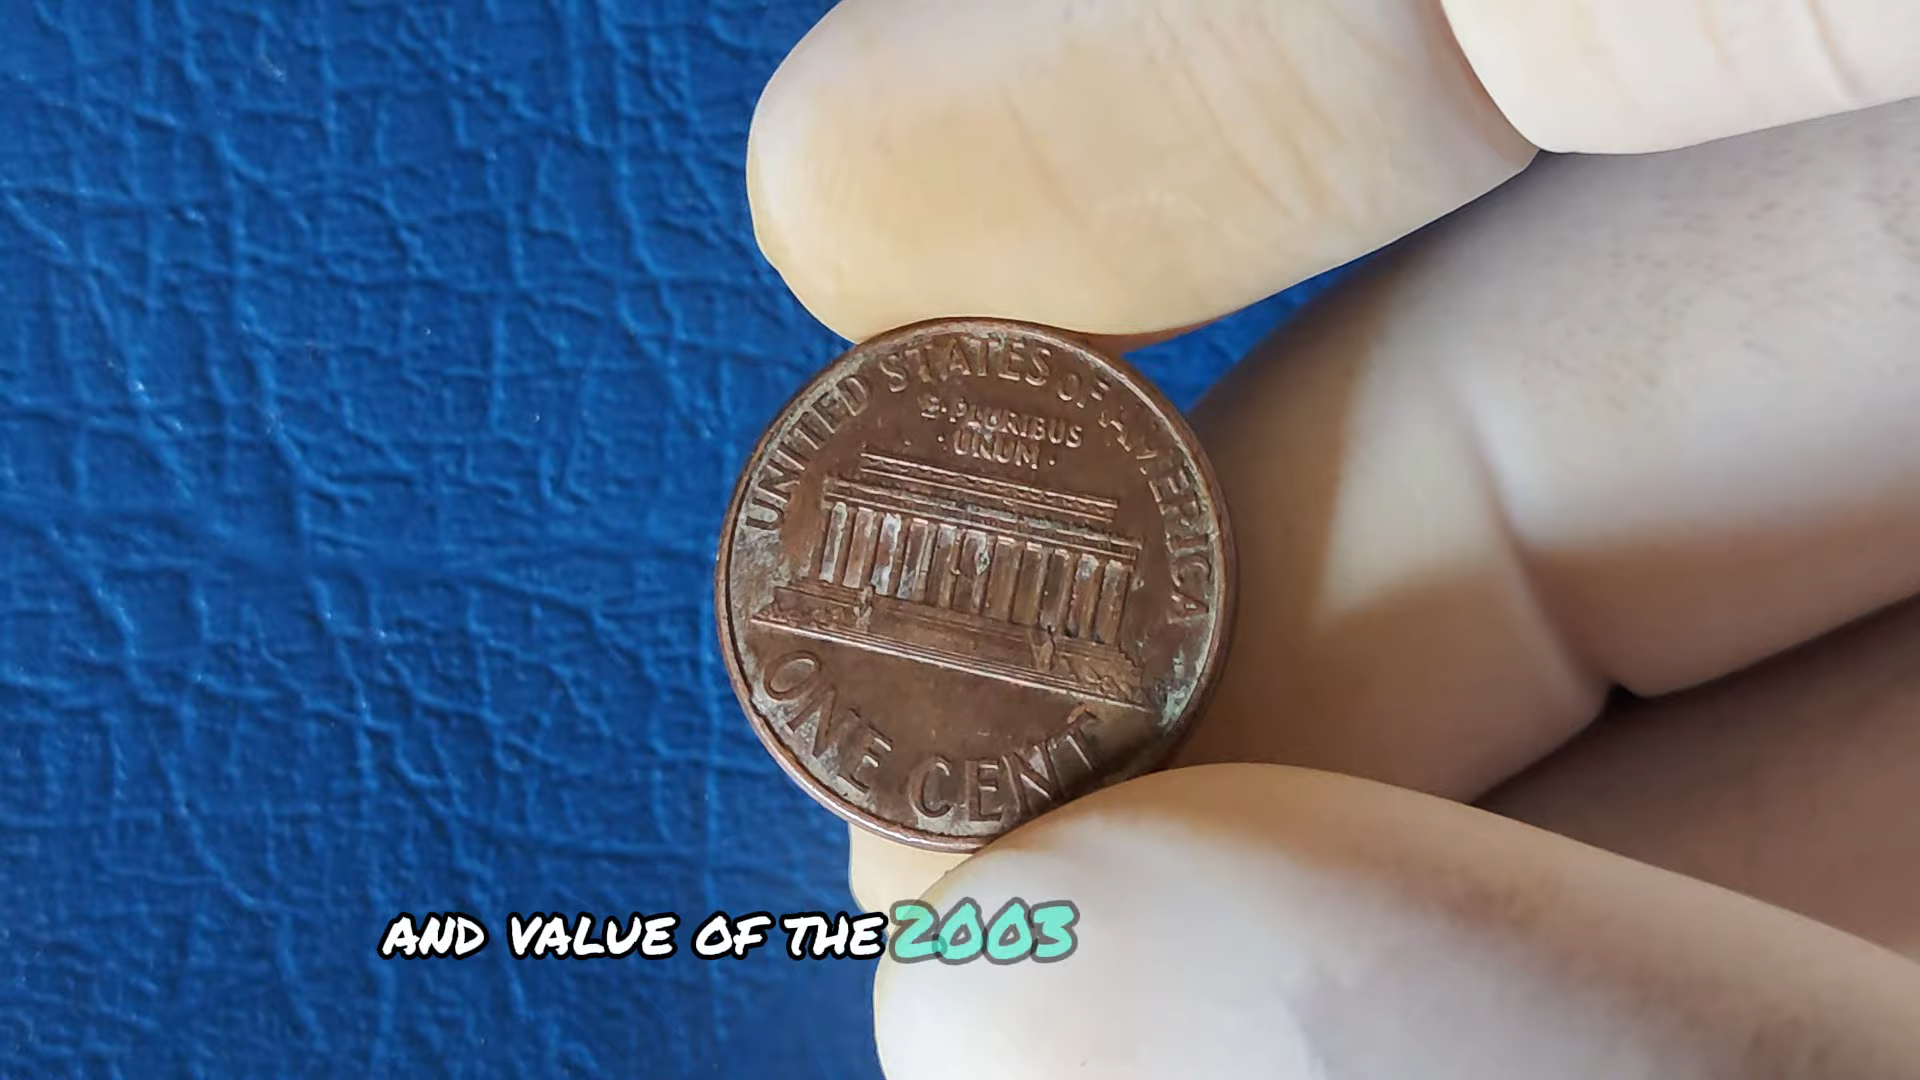 UNITED STATES OF AMERICA
E·PLURIBUS
·UNUM·
ONE CENT
AND VALUE OF THE 2003